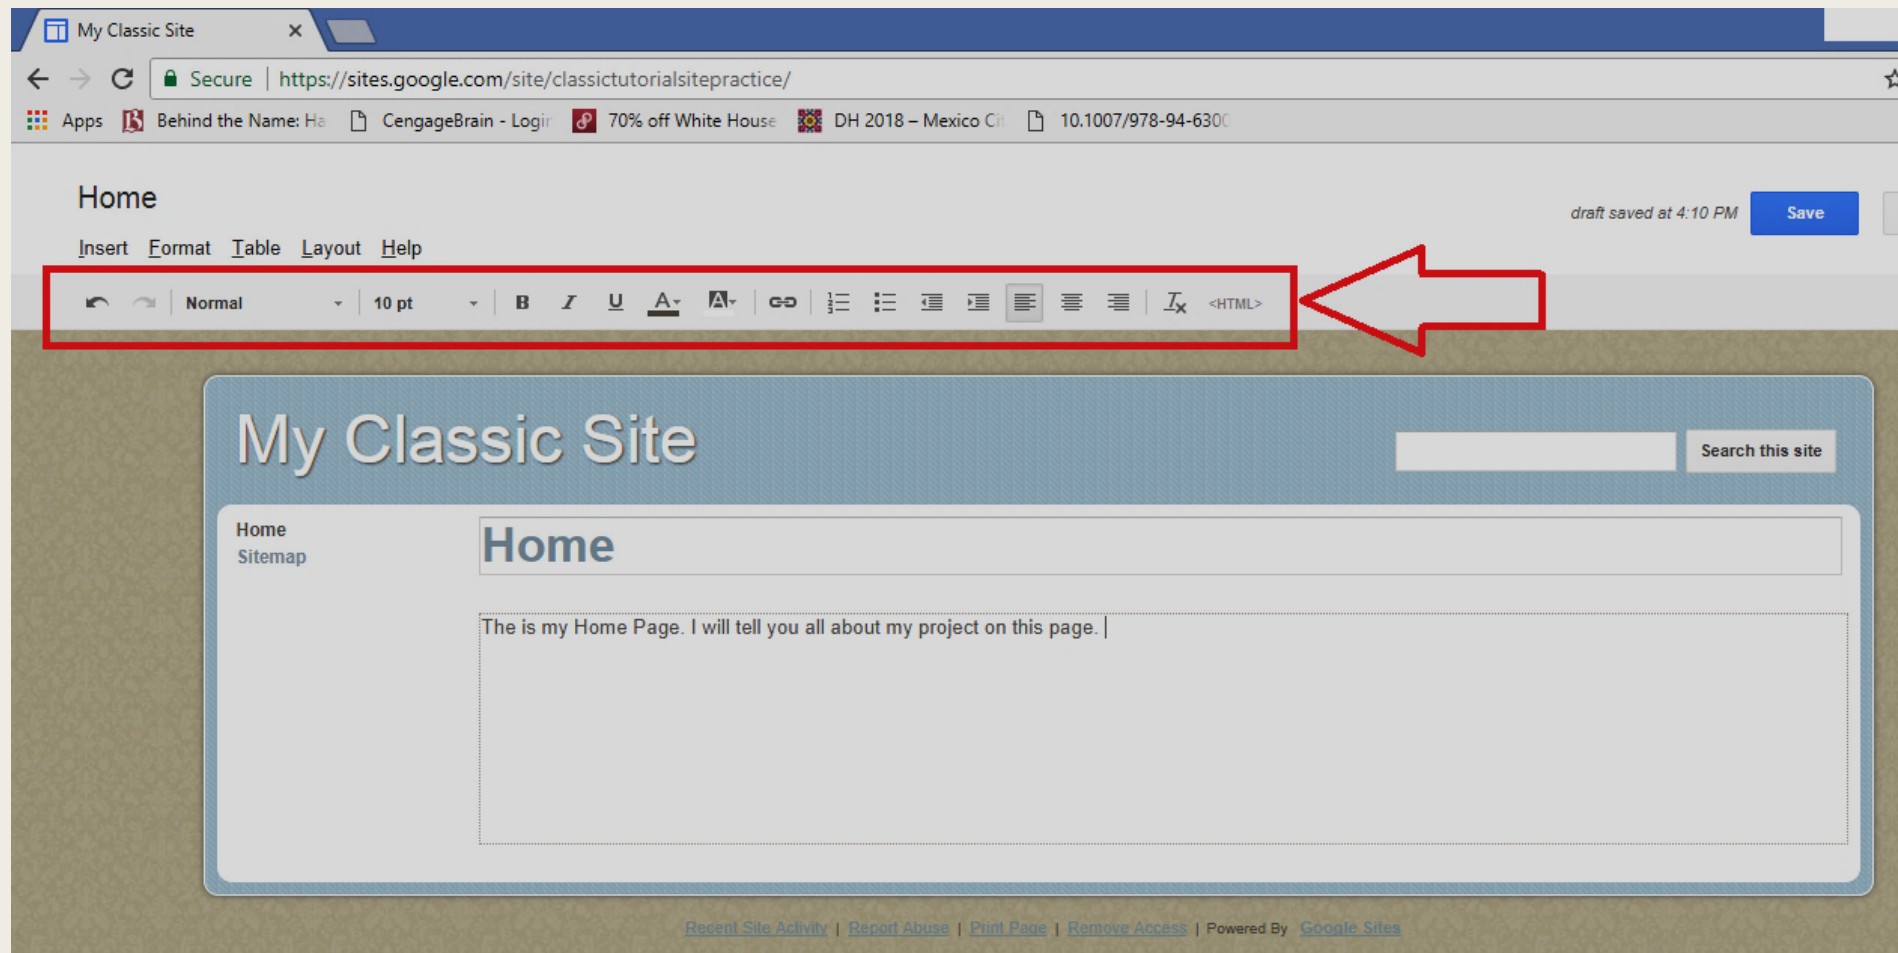 My Classic Site
Secure | https://sites.google.com/site/classictutorialsitepractice/
Apps Behind the Name: Ha CengageBrain - Login 70% off White House DH 2018 – Mexico Ci 10.1007/978-94-6300
Home
draft saved at 4:10 PM Save
Insert Format Table Layout Help
Normal 10 pt B I U A A <HTML>
My Classic Site
Search this site
Home
Sitemap
Home
The is my Home Page. I will tell you all about my project on this page.
Recent Site Activity | Report Abuse | Print Page | Remove Access | Powered By Google Sites